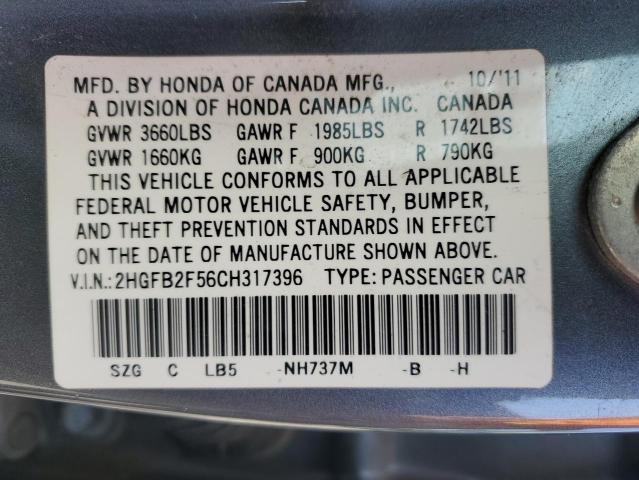 MFD. BY HONDA OF CANADA MFG., 10/'11
A DIVISION OF HONDA CANADA INC. CANADA
GVWR 3660LBS GAWR F 1985LBS R 1742LBS
GVWR 1660KG GAWR F 900KG R 790KG
THIS VEHICLE CONFORMS TO ALL APPLICABLE
FEDERAL MOTOR VEHICLE SAFETY, BUMPER,
AND THEFT PREVENTION STANDARDS IN EFFECT
ON THE DATE OF MANUFACTURE SHOWN ABOVE.
V.I.N.:2HGFB2F56CH317396 TYPE:PASSENGER CAR
SZG C LB5 -NH737M -B -H